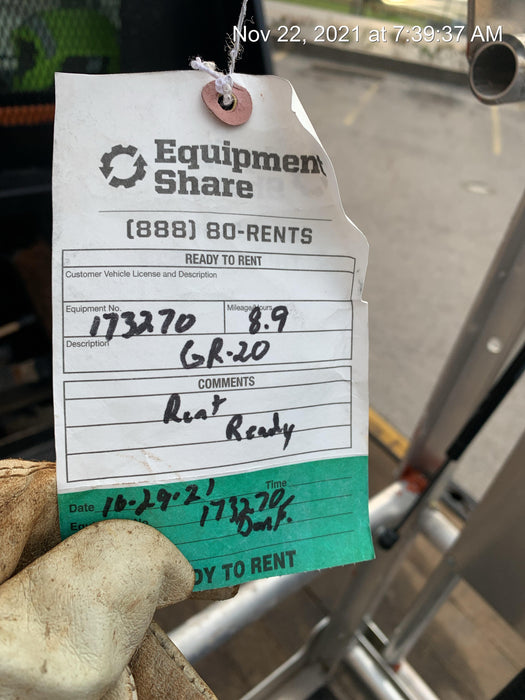 Nov 22, 2021 at 7:39:37 AM
Equipment
Share
(888) 80-RENTS
READY TO RENT
Customer Vehicle License and Description
Equipment No. Mileage/Hours
173270 8.9
Description
GR-20
COMMENTS
Rent
Ready
Date 10-29-21 Time
173270
Don F.
DY TO RENT